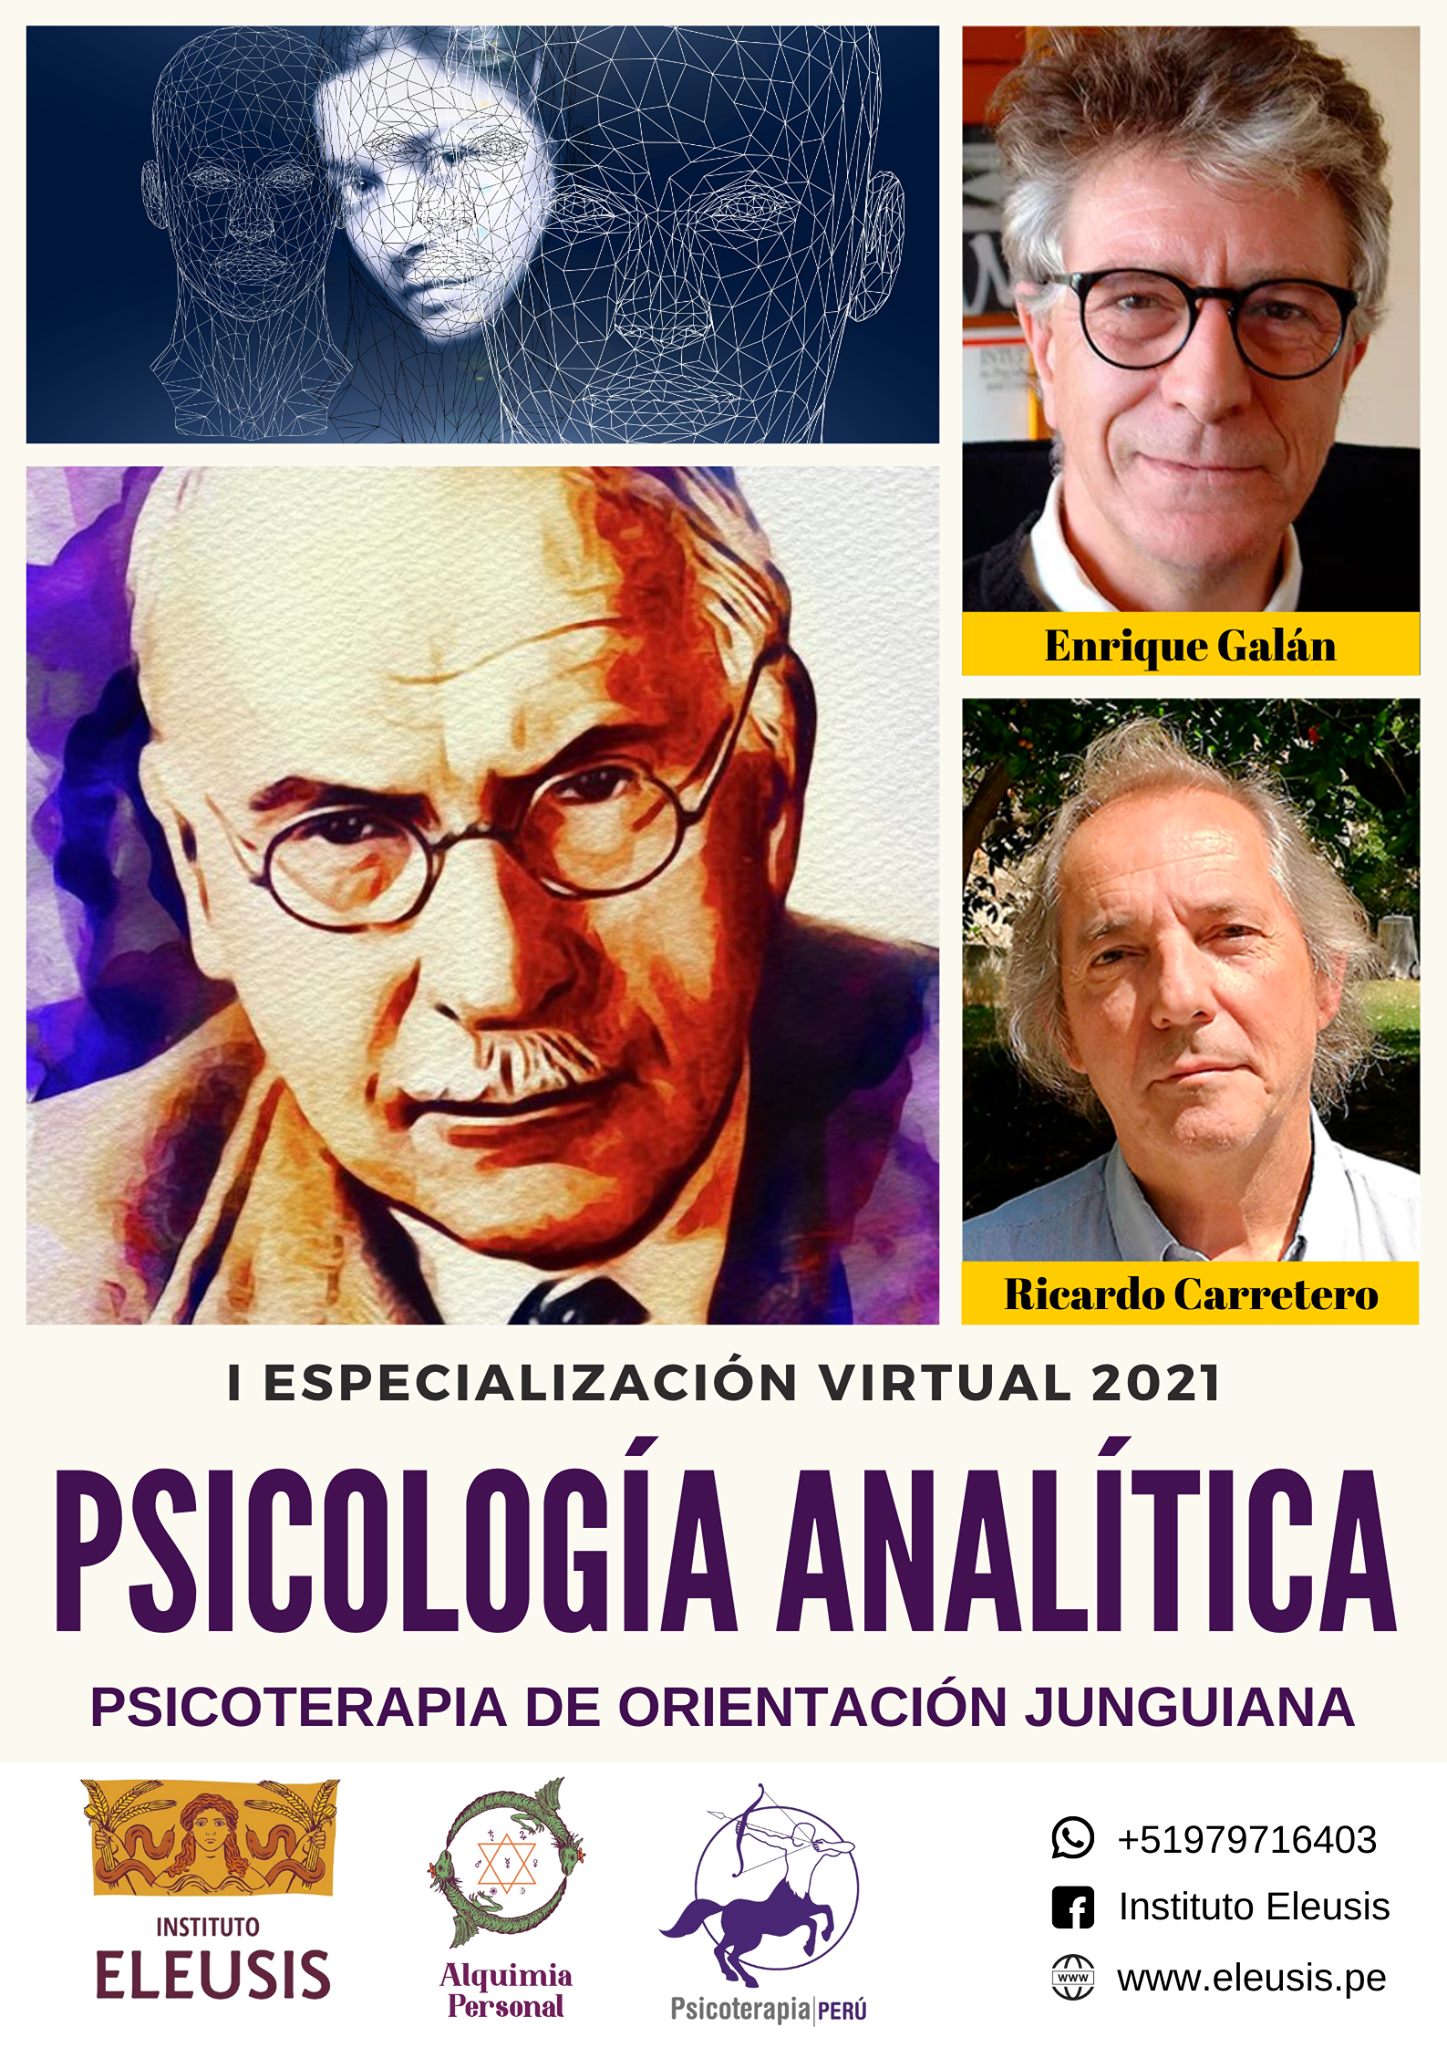 Enrique Galán
Ricardo Carretero
I ESPECIALIZACIÓN VIRTUAL 2021
PSICOLOGÍA ANALÍTICA
PSICOTERAPIA DE ORIENTACIÓN JUNGUIANA
INSTITUTO
ELEUSIS
Alquimia
Personal
Psicoterapia|PERÚ
+51979716403
Instituto Eleusis
www
www.eleusis.pe